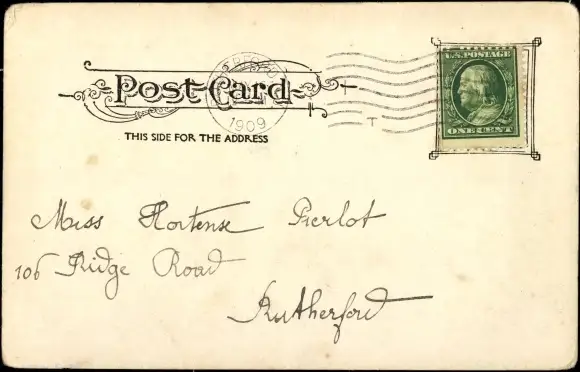 Post Card
THIS SIDE FOR THE ADDRESS
1909
T
U.S. POSTAGE
ONE CENT
Miss Hortense Pierlot
106 Ridge Road
Rutherford